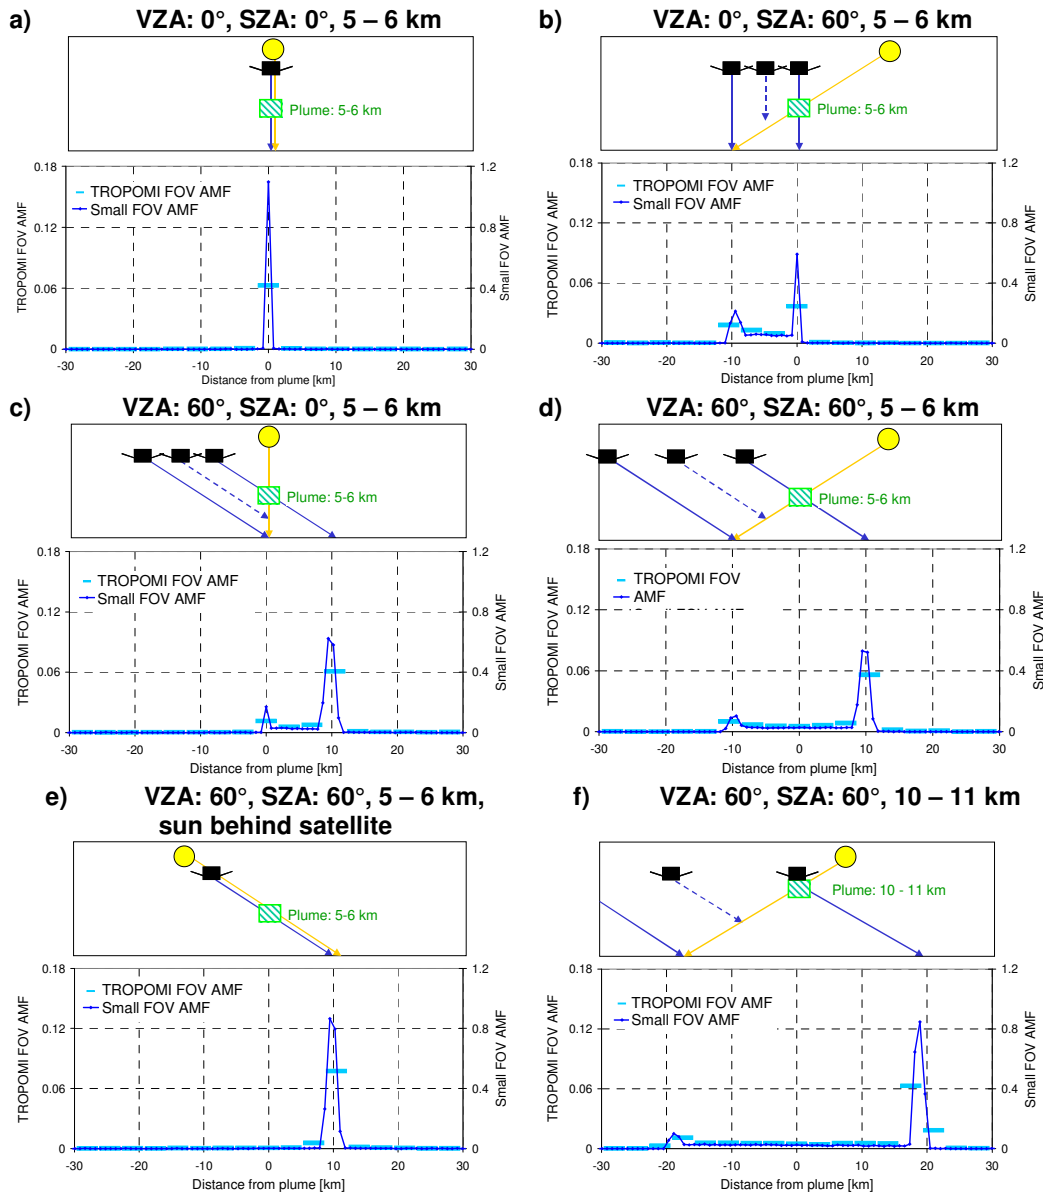 a) VZA: 0°, SZA: 0°, 5 – 6 km
Plume: 5-6 km
TROPOMI FOV AMF
Small FOV AMF
0.18
0.12
0.06
0
1.2
0.8
0.4
0
TROPOMI FOV AMF
Small FOV AMF
-30 -20 -10 0 10 20 30
Distance from plume [km]
b) VZA: 0°, SZA 60°, 5 – 6 km
Plume: 5-6 km
TROPOMI FOV AMF
Small FOV AMF
0.18
0.12
0.06
0
1.2
0.8
0.4
0
TROPOMI FOV AMF
Small FOV AMF
-30 -20 -10 0 10 20 30
Distance from plume [km]
c) VZA: 60°, SZA: 0°, 5 – 6 km
Plume: 5-6 km
TROPOMI FOV AMF
Small FOV AMF
0.18
0.12
0.06
0
1.2
0.8
0.4
0
TROPOMI FOV AMF
Small FOV AMF
-30 -20 -10 0 10 20 30
Distance from plume [km]
d) VZA: 60°, SZA: 60°, 5 – 6 km
Plume: 5-6 km
TROPOMI FOV
AMF
0.18
0.12
0.06
0
1.2
0.8
0.4
0
TROPOMI FOV AMF
Small FOV AMF
-30 -20 -10 0 10 20 30
Distance from plume [km]
e) VZA: 60°, SZA: 60°, 5 – 6 km,
sun behind satellite
Plume: 5-6 km
TROPOMI FOV AMF
Small FOV AMF
0.18
0.12
0.06
0
1.2
0.8
0.4
0
TROPOMI FOV AMF
Small FOV AMF
-30 -20 -10 0 10 20 30
Distance from plume [km]
f) VZA: 60°, SZA: 60°, 10 – 11 km
Plume: 10 - 11 km
TROPOMI FOV AMF
Small FOV AMF
0.18
0.12
0.06
0
1.2
0.8
0.4
0
TROPOMI FOV AMF
Small FOV AMF
-30 -20 -10 0 10 20 30
Distance from plume [km]